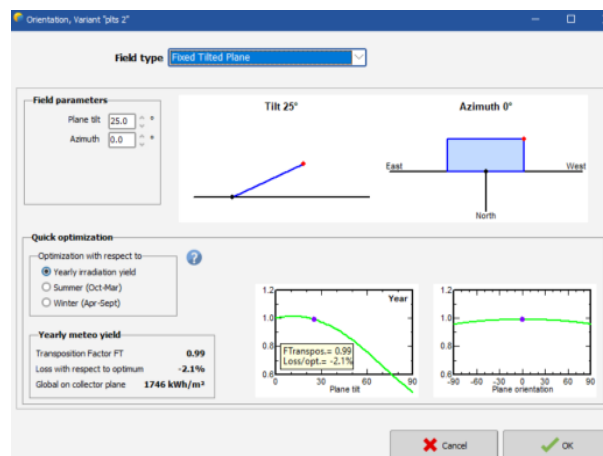 Orientation, Variant "plts 2"
Field type Fixed Tilted Plane
Field parameters
Plane tilt 25.0 °
Azimuth 0.0 °
Tilt 25°
Azimuth 0°
East West
North
Quick optimization
Optimization with respect to
Yearly irradiation yield
Summer (Oct-Mar)
Winter (Apr-Sept)
?
Yearly meteo yield
Transposition Factor FT 0.99
Loss with respect to optimum -2.1%
Global on collector plane 1746 kWh/m²
1.2
1.0
0.8
0.6
Year
FTranspos.= 0.99
Loss/opt.= -2.1%
0 30 60 90
Plane tilt
1.2
1.0
0.8
0.6
-90 -60 -30 0 30 60 90
Plane orientation
Cancel
OK